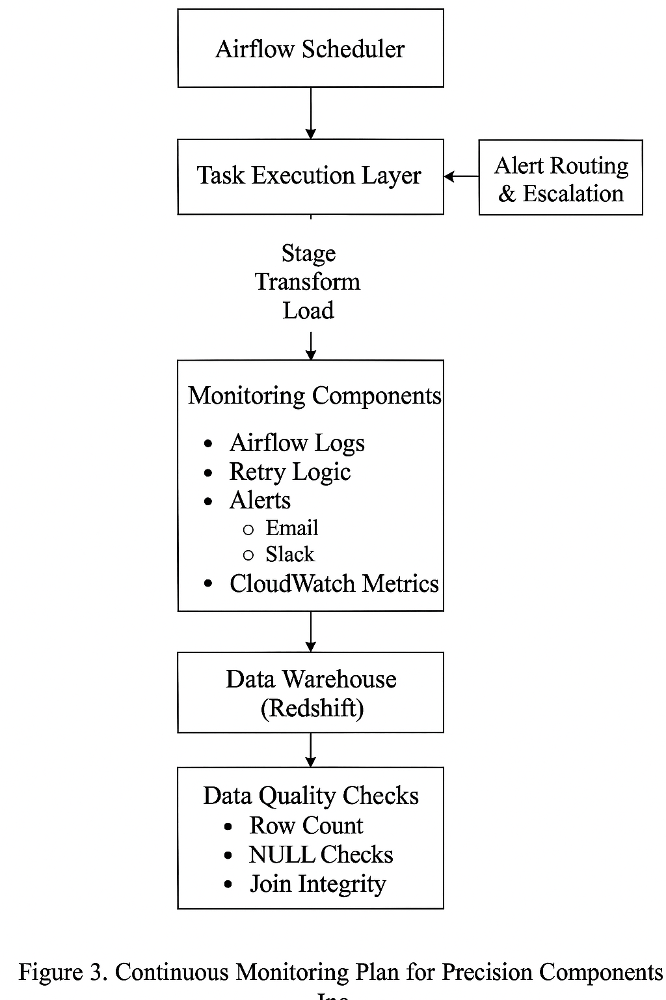 Airflow Scheduler
Task Execution Layer
Alert Routing
& Escalation
Stage
Transform
Load
Monitoring Components
• Airflow Logs
• Retry Logic
• Alerts
○ Email
○ Slack
• CloudWatch Metrics
Data Warehouse
(Redshift)
Data Quality Checks
• Row Count
• NULL Checks
• Join Integrity
Figure 3. Continuous Monitoring Plan for Precision Components